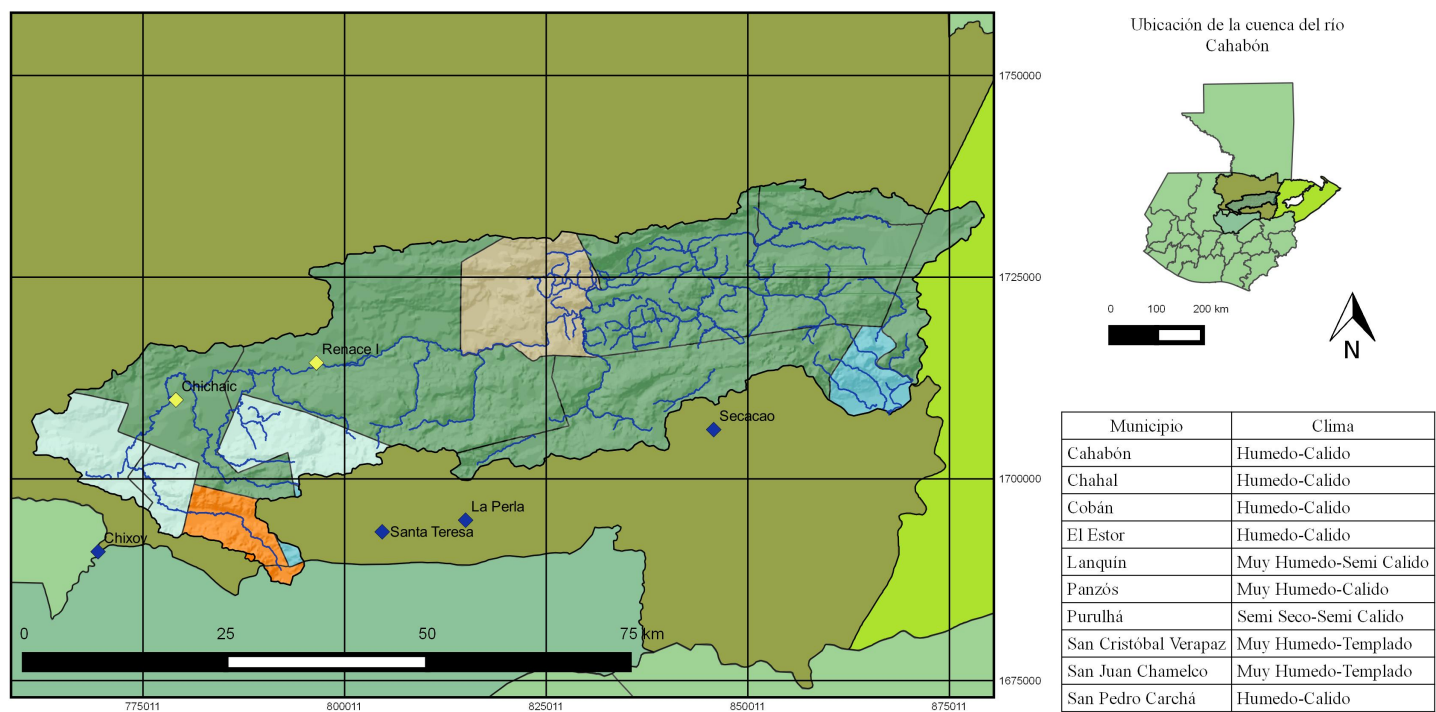 Ubicación de la cuenca del río
Cahabón
1750000
1725000
1700000
1675000
Renace I
Chichaic
Secacao
La Perla
Santa Teresa
Chixoy
0 25 50 75 km
775011 800011 825011 850011 875011
0 100 200 km
N
Municipio Clima
Cahabón Humedo-Calido
Chahal Humedo-Calido
Cobán Humedo-Calido
El Estor Humedo-Calido
Lanquín Muy Humedo-Semi Calido
Panzós Muy Humedo-Calido
Purulhá Semi Seco-Semi Calido
San Cristóbal Verapaz Muy Humedo-Templado
San Juan Chamelco Muy Humedo-Templado
San Pedro Carchá Humedo-Calido